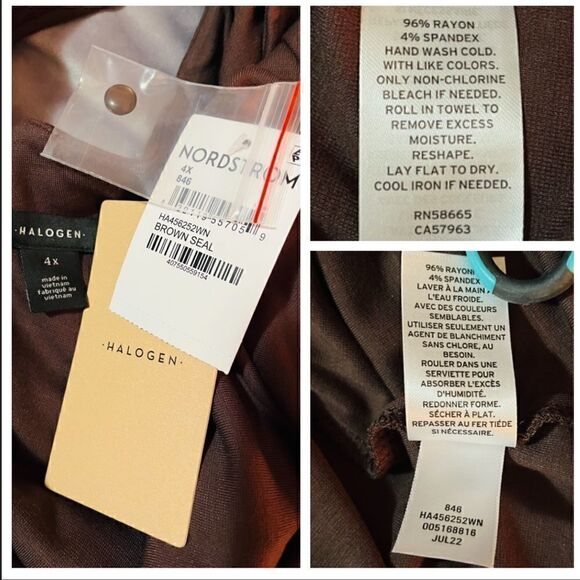 NORDSTROM
4X
846
HA456252WN
BROWN SEAL
407550559154
·HALOGEN·
4X
made in
vietnam
fabriqué au
vietnam
·HALOGEN·
96% RAYON
4% SPANDEX
HAND WASH COLD.
WITH LIKE COLORS.
ONLY NON-CHLORINE
BLEACH IF NEEDED.
ROLL IN TOWEL TO
REMOVE EXCESS
MOISTURE.
RESHAPE.
LAY FLAT TO DRY.
COOL IRON IF NEEDED.
RN58665
CA57963
96% RAYON
4% SPANDEX
LAVER À LA MAIN
L'EAU FROIDE.
AVEC DES COULEURS
SEMBLABLES.
UTILISER SEULEMENT UN
AGENT DE BLANCHIMENT
SANS CHLORE, AU
BESOIN.
ROULER DANS UNE
SERVIETTE POUR
ABSORBER L'EXCÈS
D'HUMIDITÉ.
REDONNER FORME.
SÉCHER À PLAT.
REPASSER AU FER TIÉDE
SI NÉCESSAIRE.
846
HA456252WN
005168816
JUL22